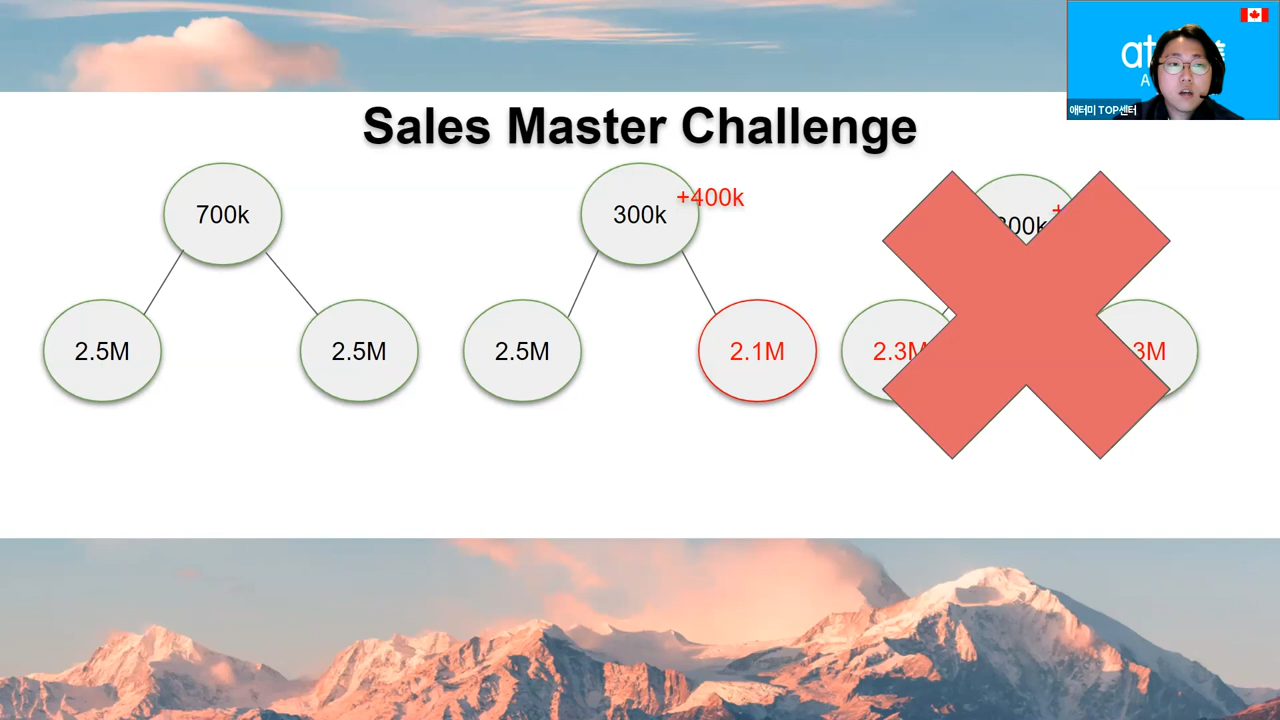 Sales Master Challenge
700k
2.5M
2.5M
300k
+400k
2.5M
2.1M
2.3M
애터미 TOP센터